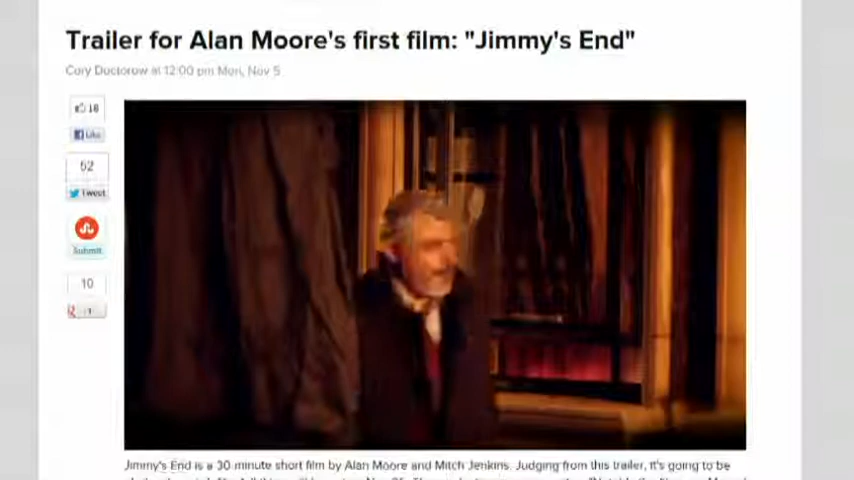 Trailer for Alan Moore's first film: "Jimmy's End"
Cory Doctorow at 12:00 pm Mon, Nov 5
18
Like
52
Tweet
Submit
10
Jimmy's End is a 30 minute short film by Alan Moore and Mitch Jenkins. Judging from this trailer, it's going to be